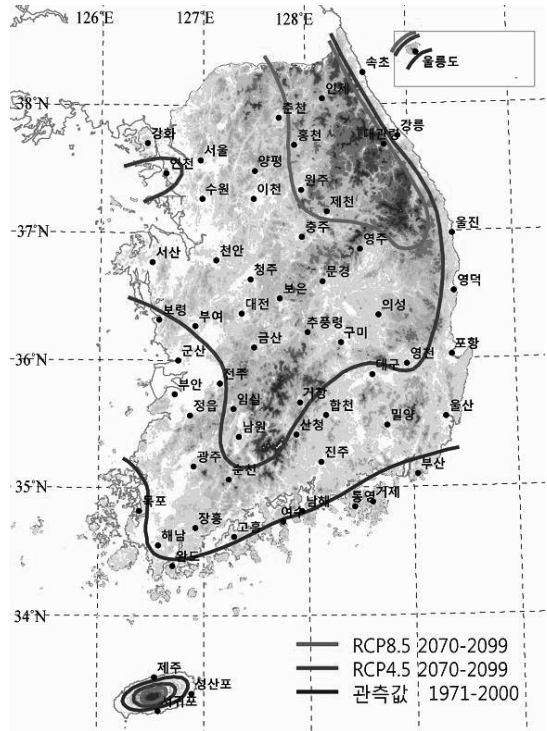 126°E 127°E 128°E
속초 울릉도
인제
38°N
춘천
강화 강릉
홍천 대관령
서울
인천 양평
원주
수원 이천 제천
37°N
울진
충주
영주
서산 천안
청주 문경
보은 영덕
보령 대전 의성
부여 추풍령
금산 구미
36°N
군산 포항
대구 영천
전주
부안 거창
정읍 임실 합천 울산
밀양
남원 산청
광주 진주
순천 부산
35°N
남해 통영 거제
목포 여수
장흥 고흥
해남
완도
34°N
RCP8.5 2070-2099
제주 RCP4.5 2070-2099
성산포 관측값 1971-2000
서귀포